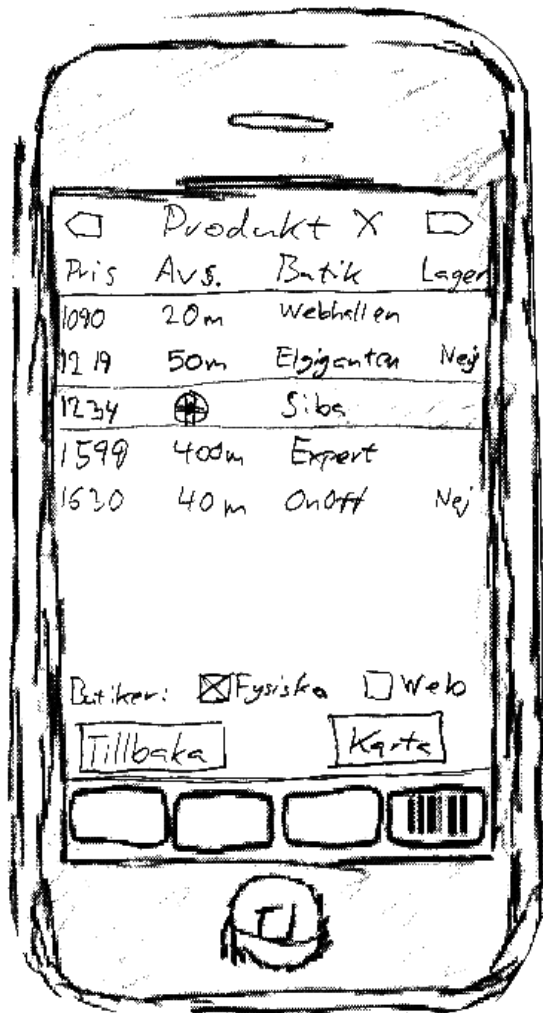 Produkt X
Pris Avs. Butik Lager
1090 20m Webhallen
1219 50m Elgiganten Nej
1234 Siba
1599 400m Expert
1630 40m OnOff Nej
Butiker: Fysiska Web
Tillbaka Karta